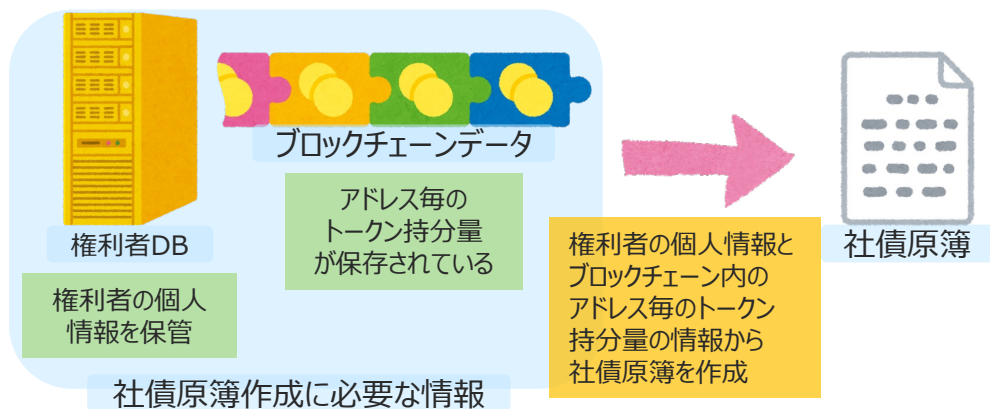 ブロックチェーンデータ
権利者DB
権利者の個人
情報を保管
アドレス毎の
トークン持分量
が保存されている
社債原簿作成に必要な情報
権利者の個人情報と
ブロックチェーン内の
アドレス毎のトークン
持分量の情報から
社債原簿を作成
社債原簿